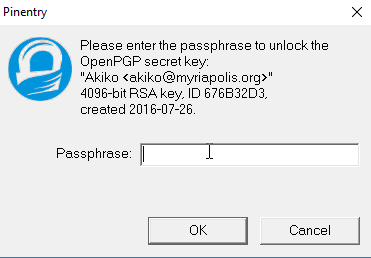 Pinentry
Please enter the passphrase to unlock the
OpenPGP secret key:
"Akiko <akiko@myriapolis.org>"
4096-bit RSA key, ID 676B32D3,
created 2016-07-26.
Passphrase:
OK Cancel